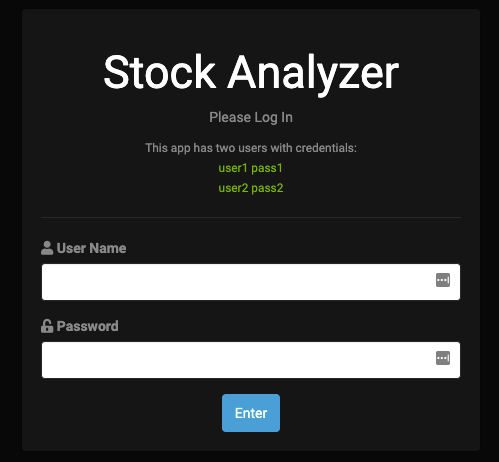 Stock Analyzer
Please Log In
This app has two users with credentials:
user1 pass1
user2 pass2
User Name
Password
Enter